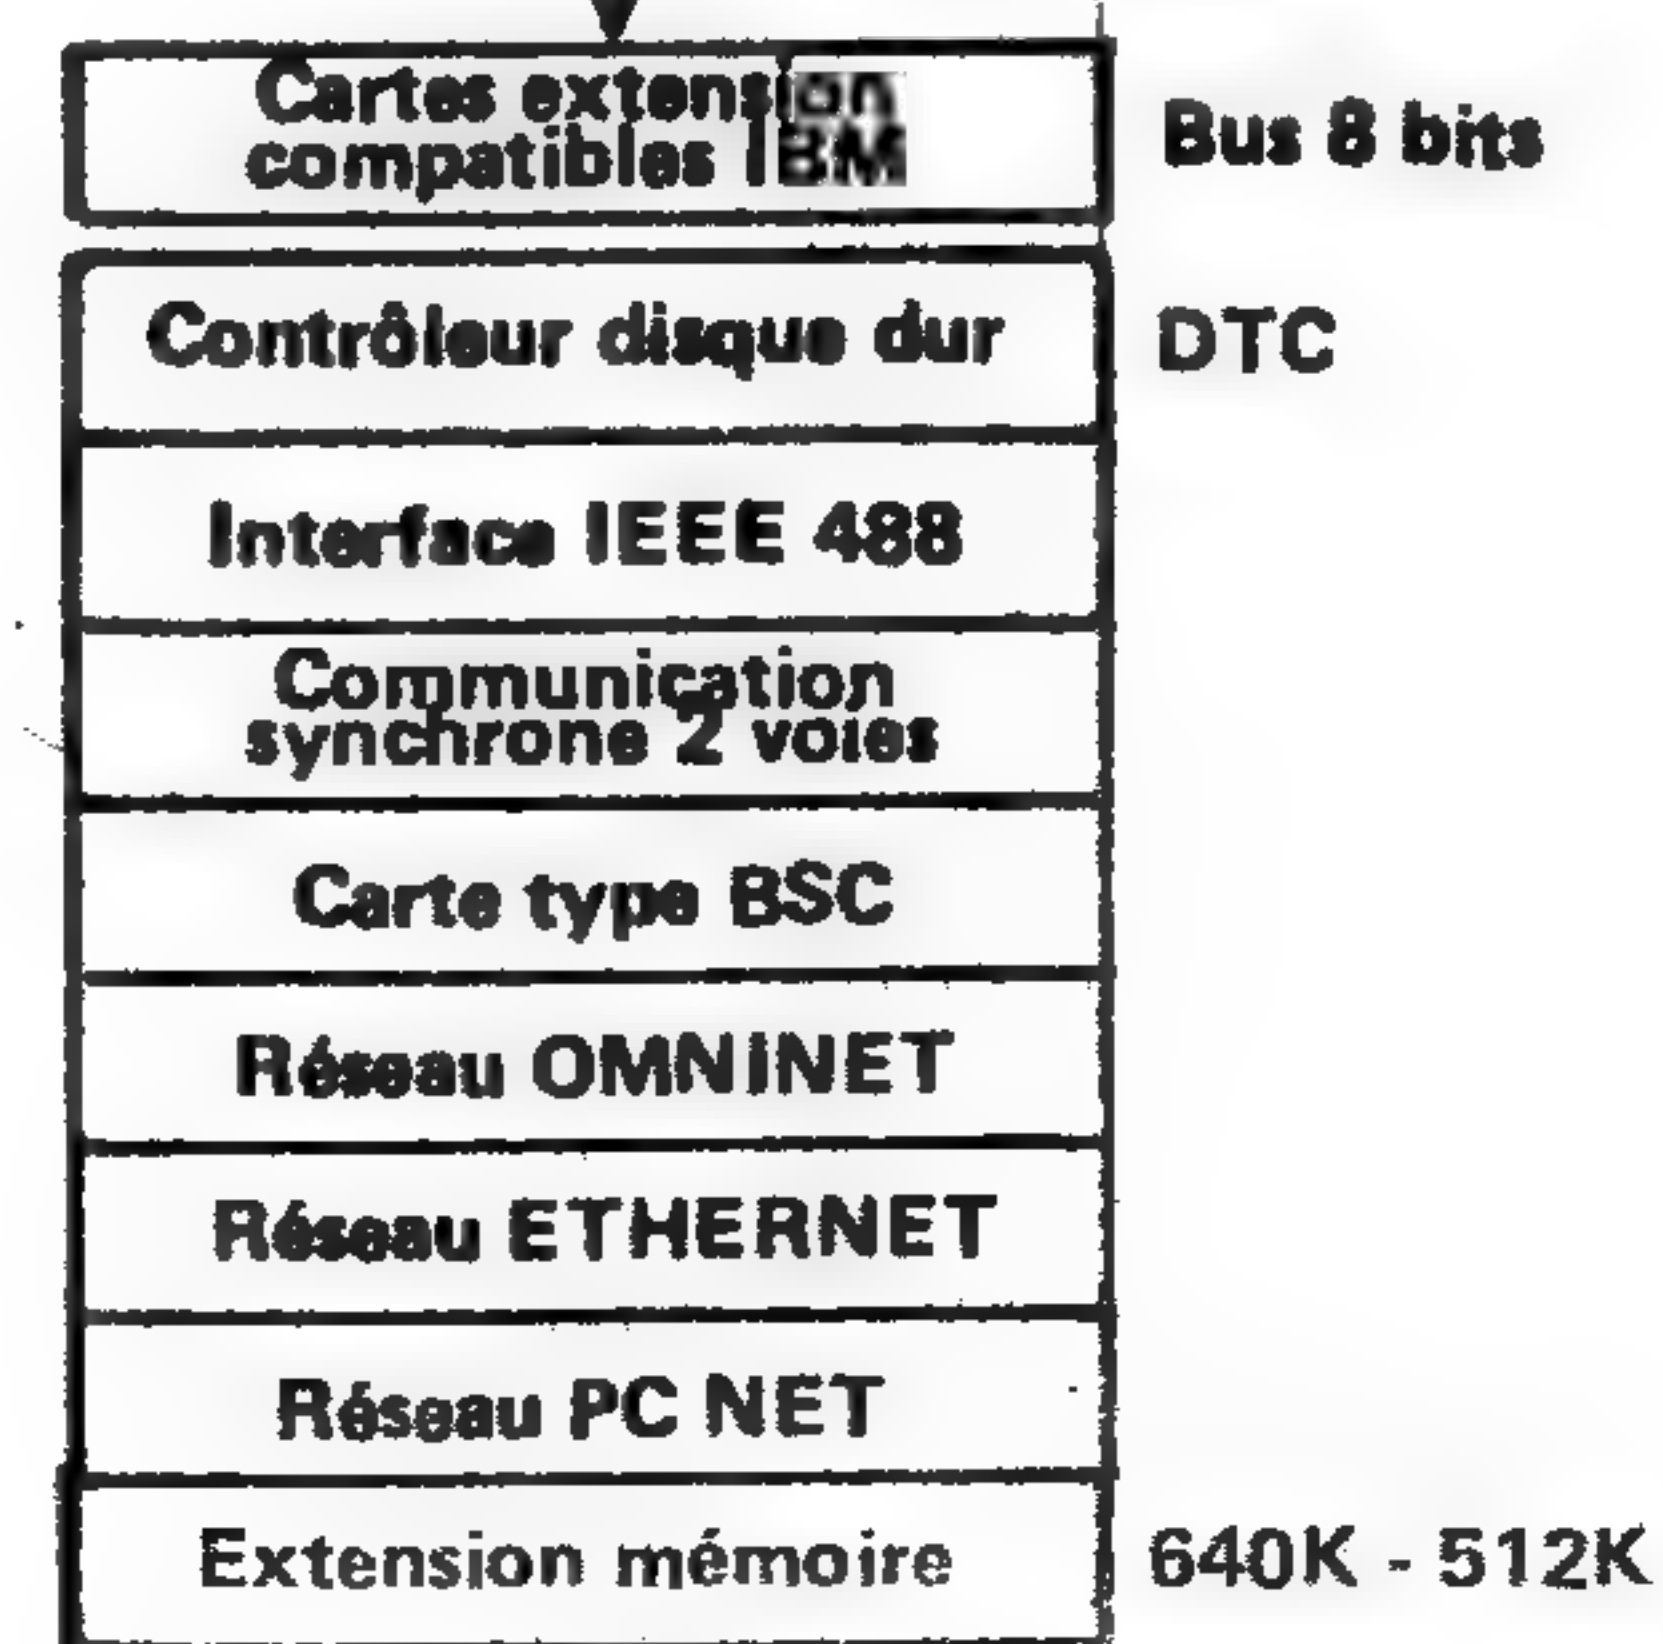 Cartes extension
compatibles IBM
Bus 8 bits
Contrôleur disque dur
DTC
Interface IEEE 488
Communication
synchrone 2 voies
Carte type BSC
Réseau OMNINET
Réseau ETHERNET
Réseau PC NET
Extension mémoire
640K - 512K